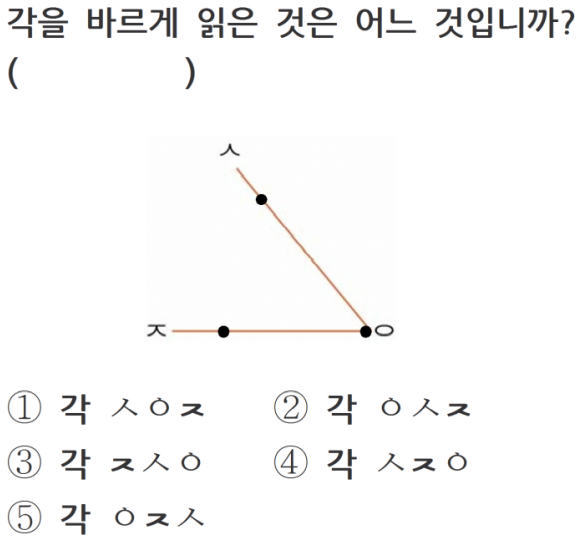 각을 바르게 읽은 것은 어느 것입니까?
(          )
ㅅ
ㅈ ㅇ
① 각 ㅅㅇㅈ ② 각 ㅇㅅㅈ
③ 각 ㅈㅅㅇ ④ 각 ㅅㅈㅇ
⑤ 각 ㅇㅈㅅ